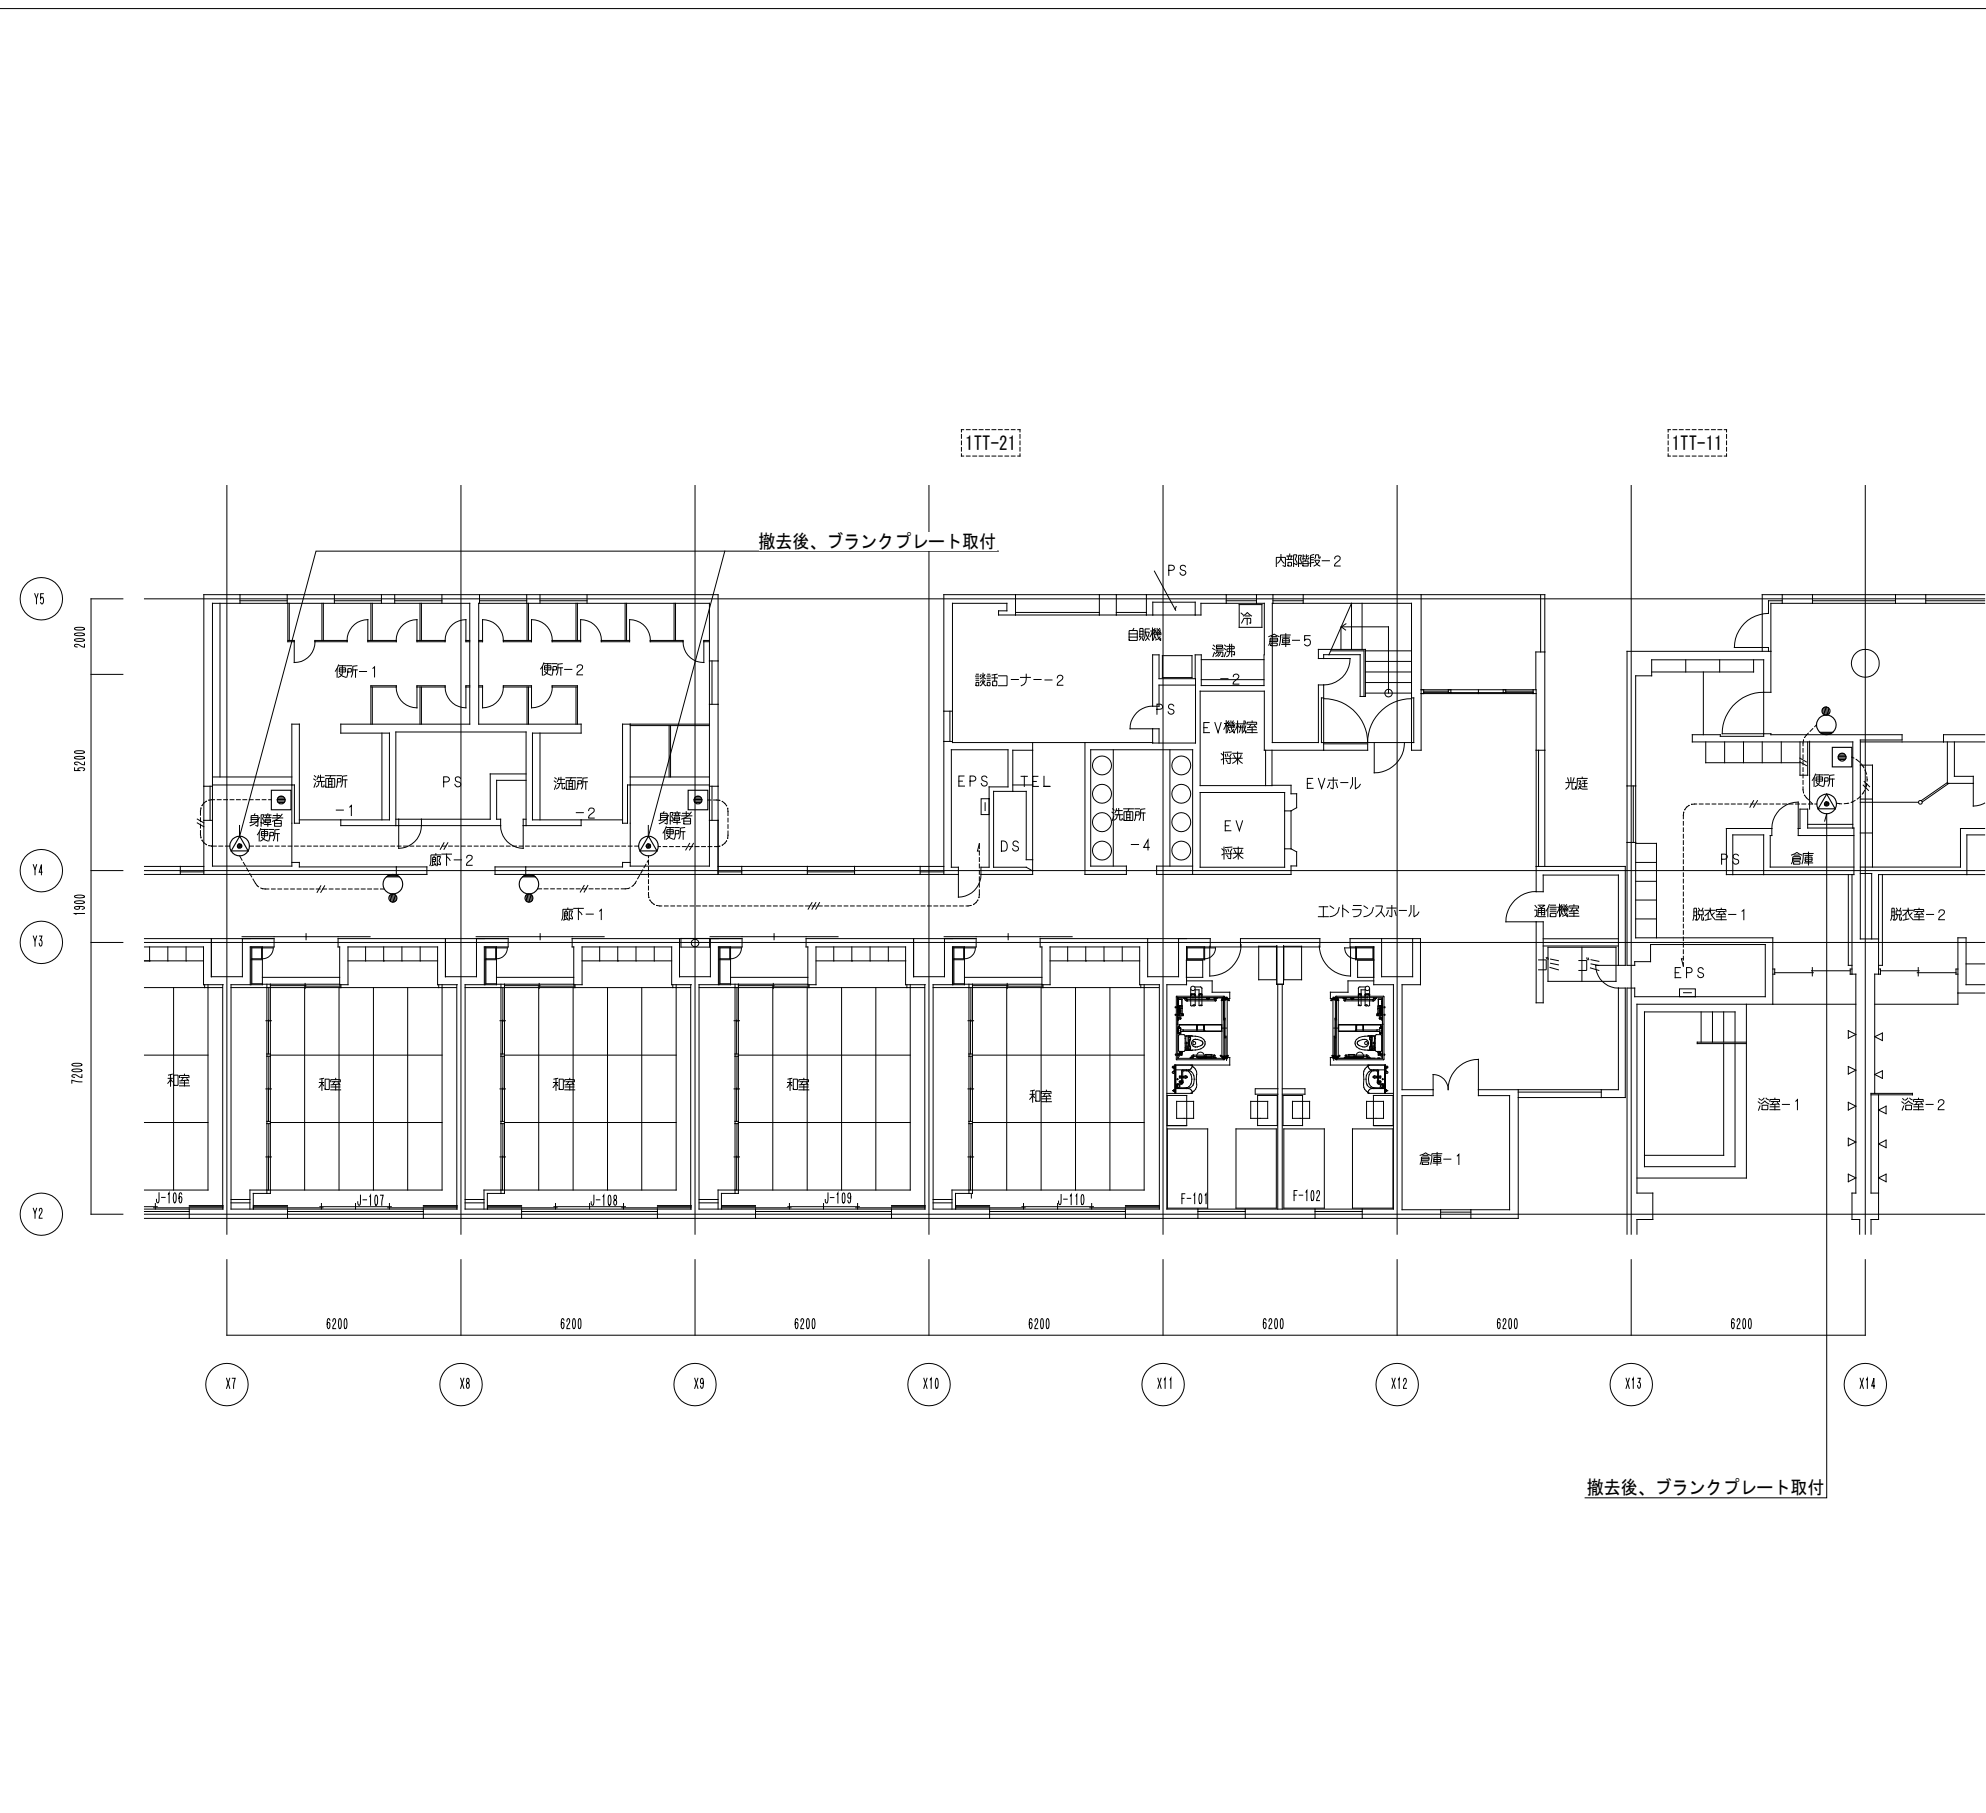 1TT-21
1TT-11
撤去後、ブランクプレート取付
内部階段-2
PS
Y5
2000
冷
自販機
倉庫-5
湯沸
-2
便所-1
便所-2
談話コーナー-2
PS
EV機械室
将来
5200
洗面所
-1
PS
洗面所
-2
EPS
TEL
EVホール
光庭
便所
身障者
便所
身障者
便所
洗面所
-4
EV
将来
DS
廊下-2
PS
倉庫
Y4
1900
廊下-1
エントランスホール
通信機室
脱衣室-1
脱衣室-2
Y3
EPS
7200
和室
和室
和室
和室
和室
浴室-1
浴室-2
倉庫-1
J-106
J-107
J-108
J-109
J-110
F-101
F-102
Y2
6200
6200
6200
6200
6200
6200
6200
X7
X8
X9
X10
X11
X12
X13
X14
撤去後、ブランクプレート取付